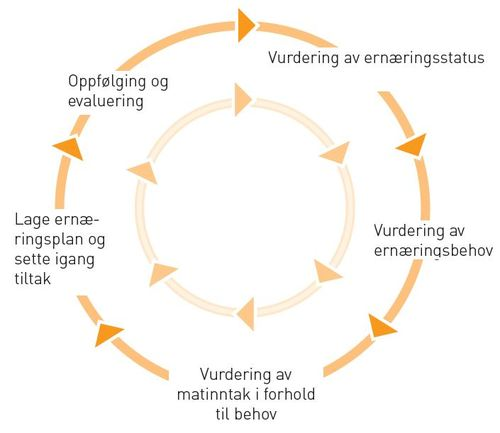 Vurdering av ernæringsstatus
Vurdering av
ernæringsbehov
Vurdering av
matinntak i forhold
til behov
Lage ernæ-
ringsplan og
sette igang
tiltak
Oppfølging og
evaluering